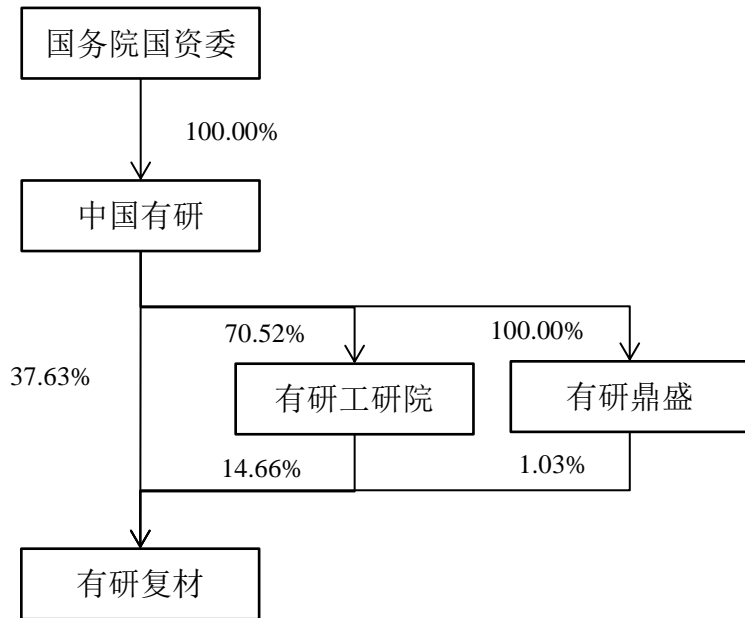 国务院国资委
100.00%
中国有研
70.52%
100.00%
37.63%
有研工研院
有研鼎盛
14.66%
1.03%
有研复材